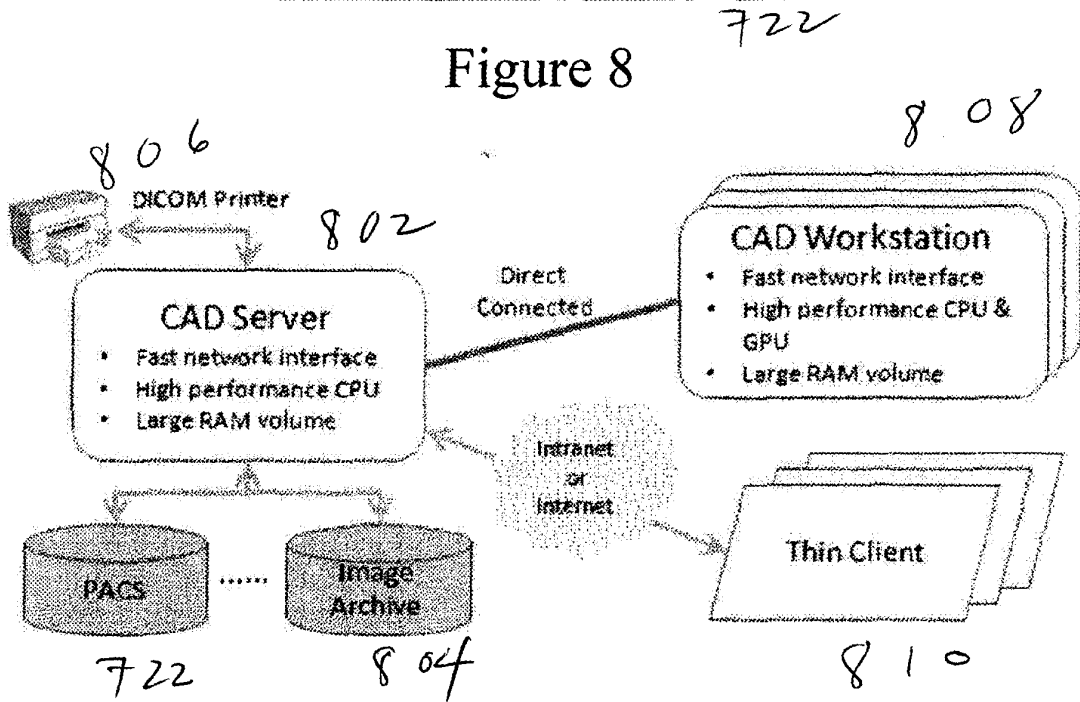 722
Figure 8
806
808
DICOM Printer
802
CAD Server
• Fast network interface
• High performance CPU
• Large RAM volume
Direct
Connected
CAD Workstation
• Fast network interface
• High performance CPU &
GPU
• Large RAM volume
Intranet
or
Internet
PACS
......
Image
Archive
Thin Client
722
804
810